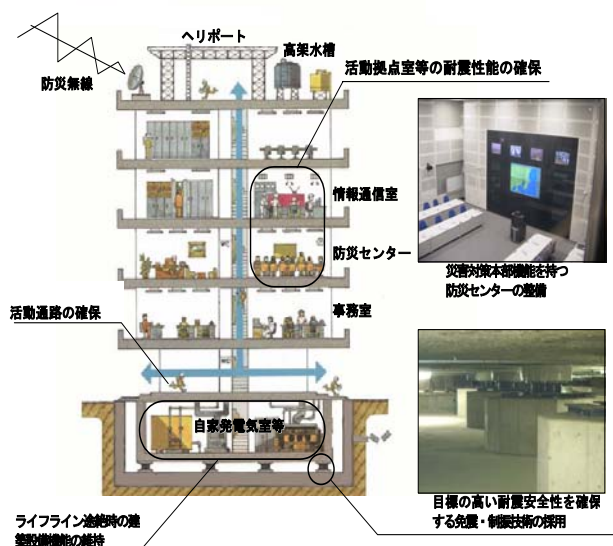 ヘリポート
高架水槽
防災無線
活動拠点室等の耐震性能の確保
情報通信室
防災センター
災害対策本部機能を持つ
防災センターの整備
事務室
活動通路の確保
自家発電気室等
目標の高い耐震安全性を確保
する免震・制振技術の採用
ライフライン途絶時の建
築設備機能の維持